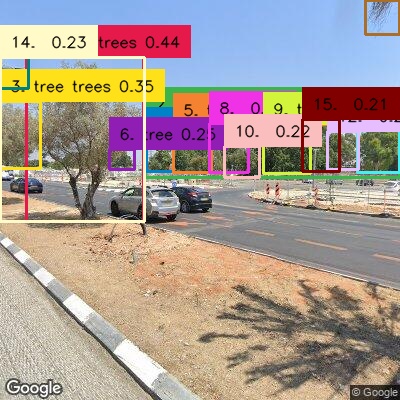 14. 0.23
trees 0.44
3. tree trees 0.35
5. t
8. 0.
9. t
15. 0.21
6. tree 0.25
10. 0.22
Google
© Google